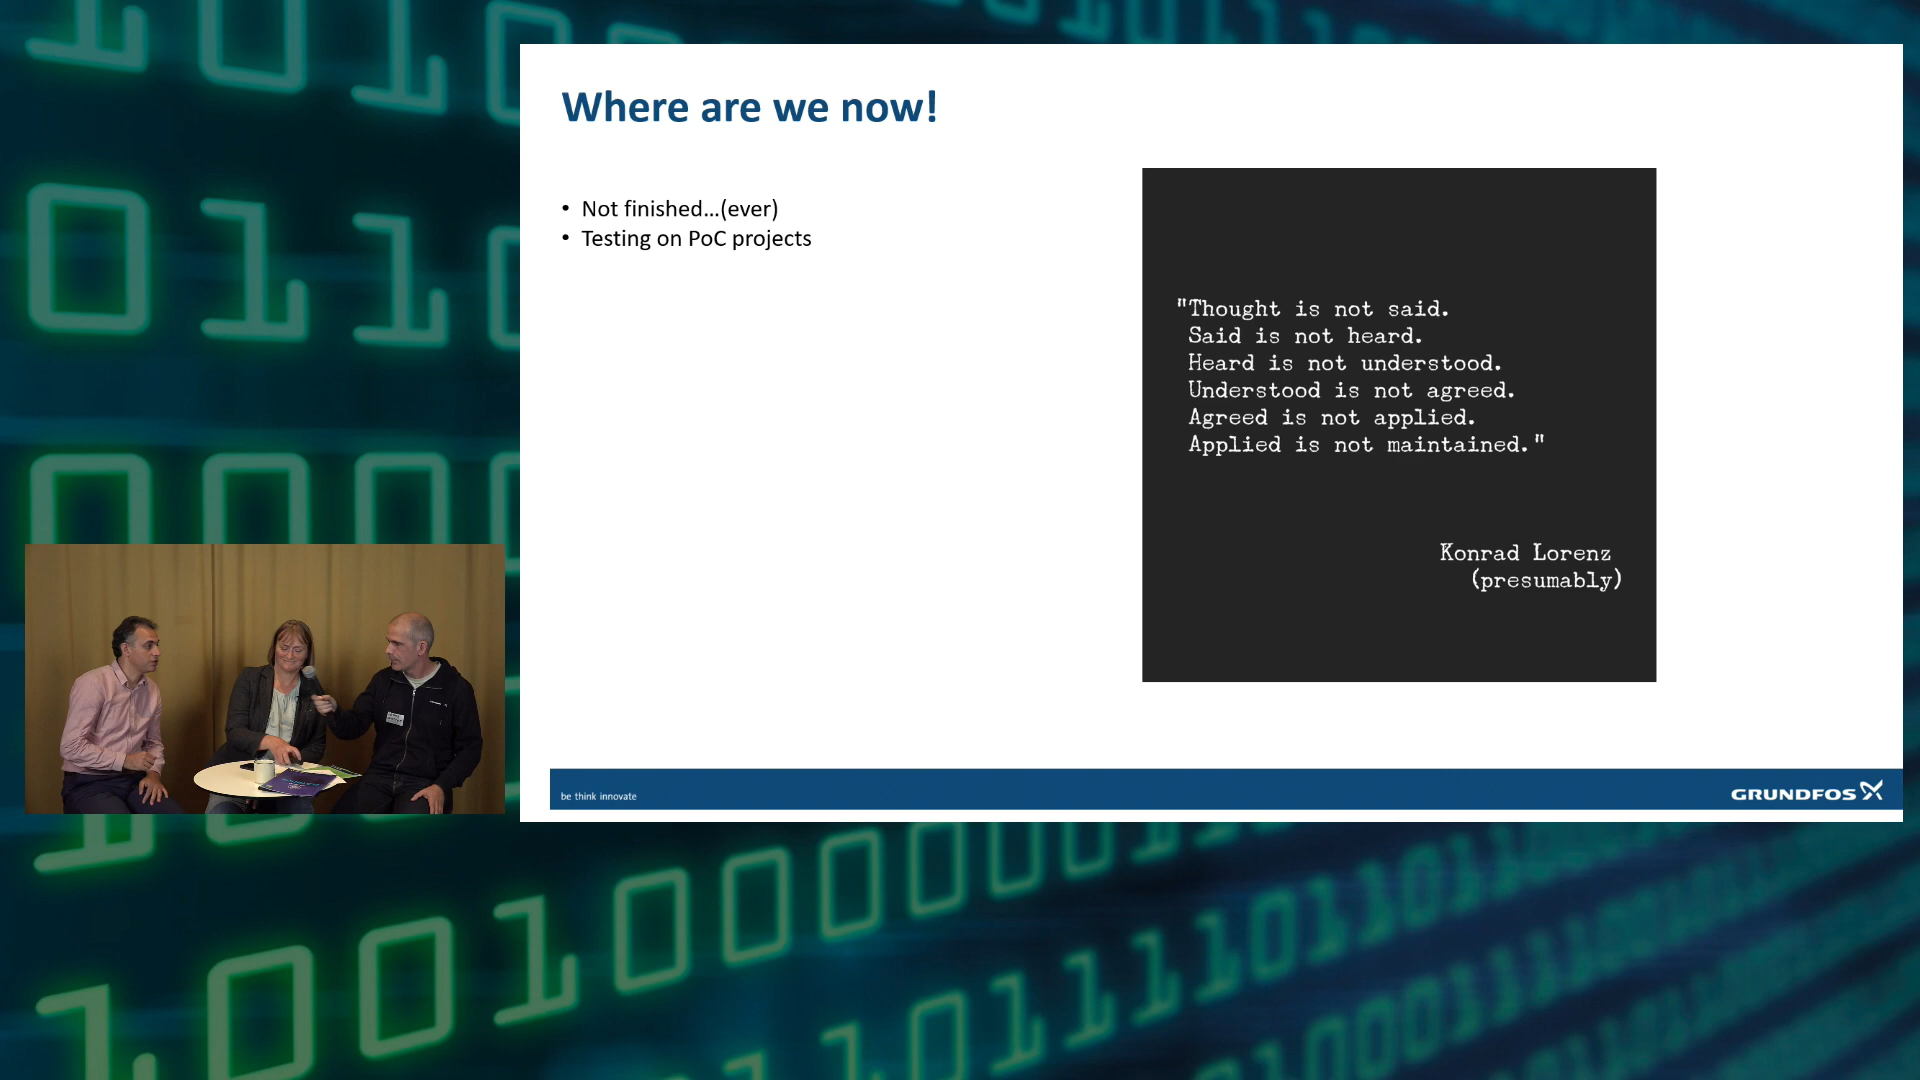 Where are we now!
• Not finished...(ever)
• Testing on PoC projects
"Thought is not said.
Said is not heard.
Heard is not understood.
Understood is not agreed.
Agreed is not applied.
Applied is not maintained."
Konrad Lorenz
(presumably)
be think innovate
GRUNDFOS